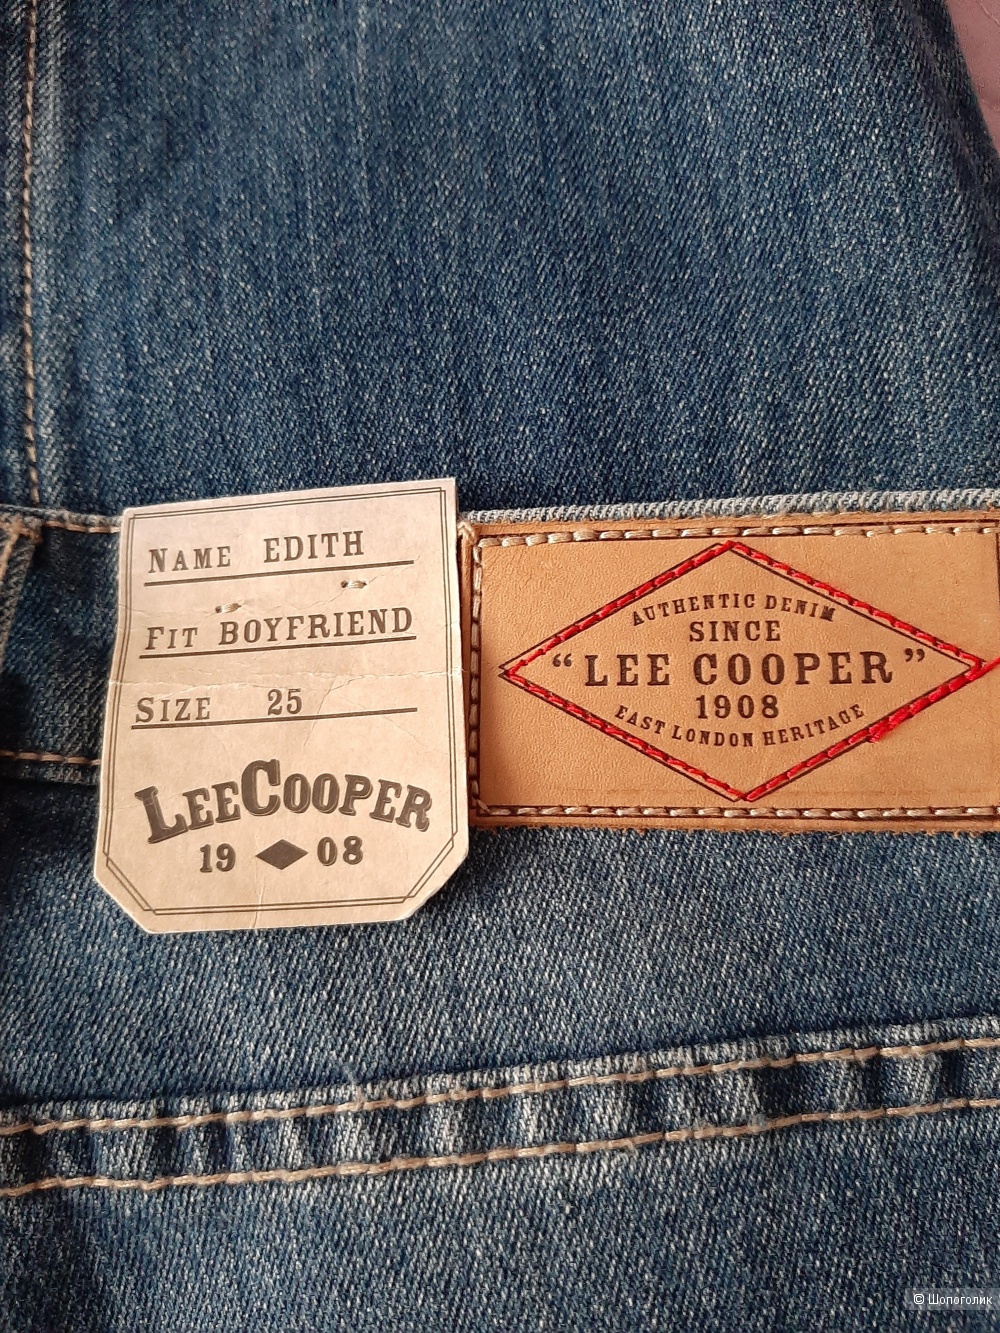 NAME EDITH
FIT BOYFRIEND
SIZE 25
LEECOOPER
19 08
AUTHENTIC DENIM
SINCE
“LEE COOPER”
1908
EAST LONDON HERITAGE
© Шопоголик